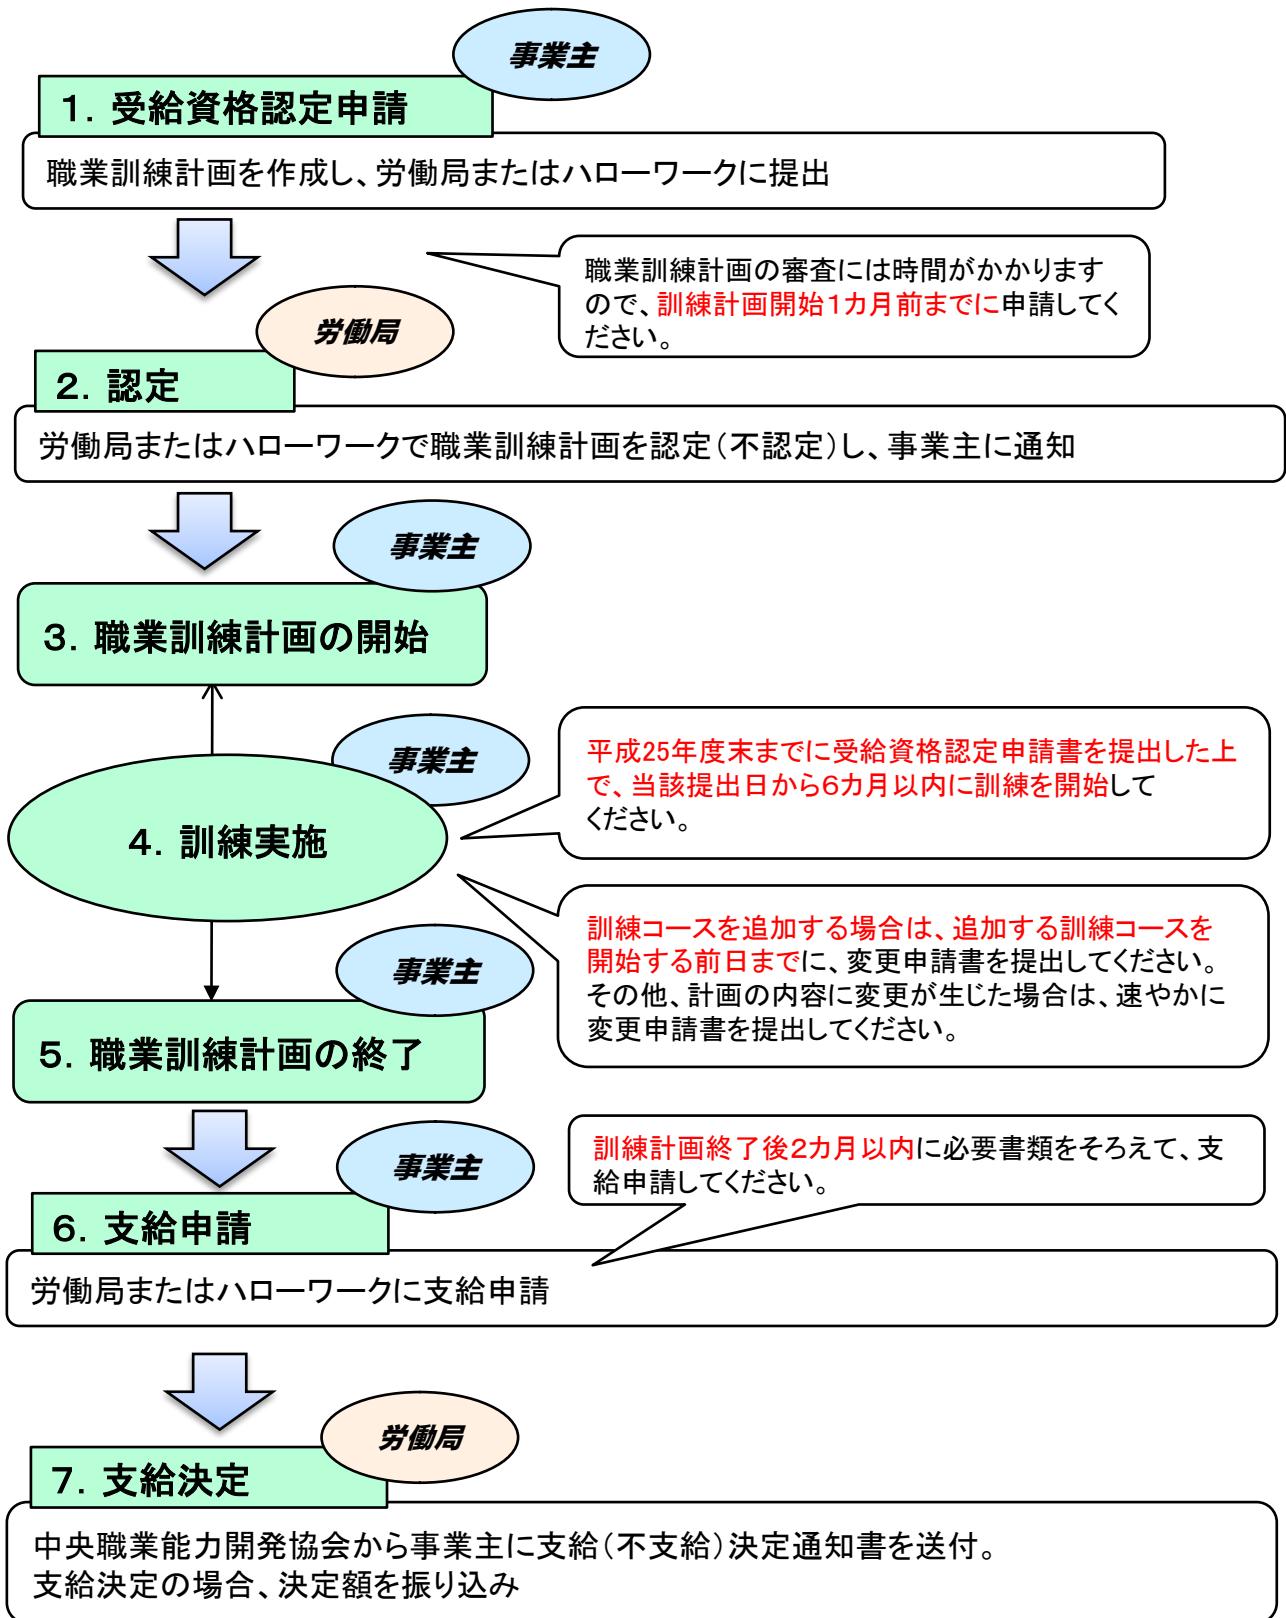 事業主
１．受給資格認定申請
職業訓練計画を作成し、労働局またはハローワークに提出
職業訓練計画の審査には時間がかかります
ので、訓練計画開始１カ月前までに申請してく
ださい。
労働局
２．認定
労働局またはハローワークで職業訓練計画を認定（不認定）し、事業主に通知
事業主
３．職業訓練計画の開始
事業主
平成25年度末までに受給資格認定申請書を提出した上
で、当該提出日から６カ月以内に訓練を開始して
ください。
４．訓練実施
訓練コースを追加する場合は、追加する訓練コースを
開始する前日までに、変更申請書を提出してください。
その他、計画の内容に変更が生じた場合は、速やかに
変更申請書を提出してください。
事業主
５．職業訓練計画の終了
訓練計画終了後２カ月以内に必要書類をそろえて、支
給申請してください。
事業主
６．支給申請
労働局またはハローワークに支給申請
労働局
７．支給決定
中央職業能力開発協会から事業主に支給（不支給）決定通知書を送付。
支給決定の場合、決定額を振り込み